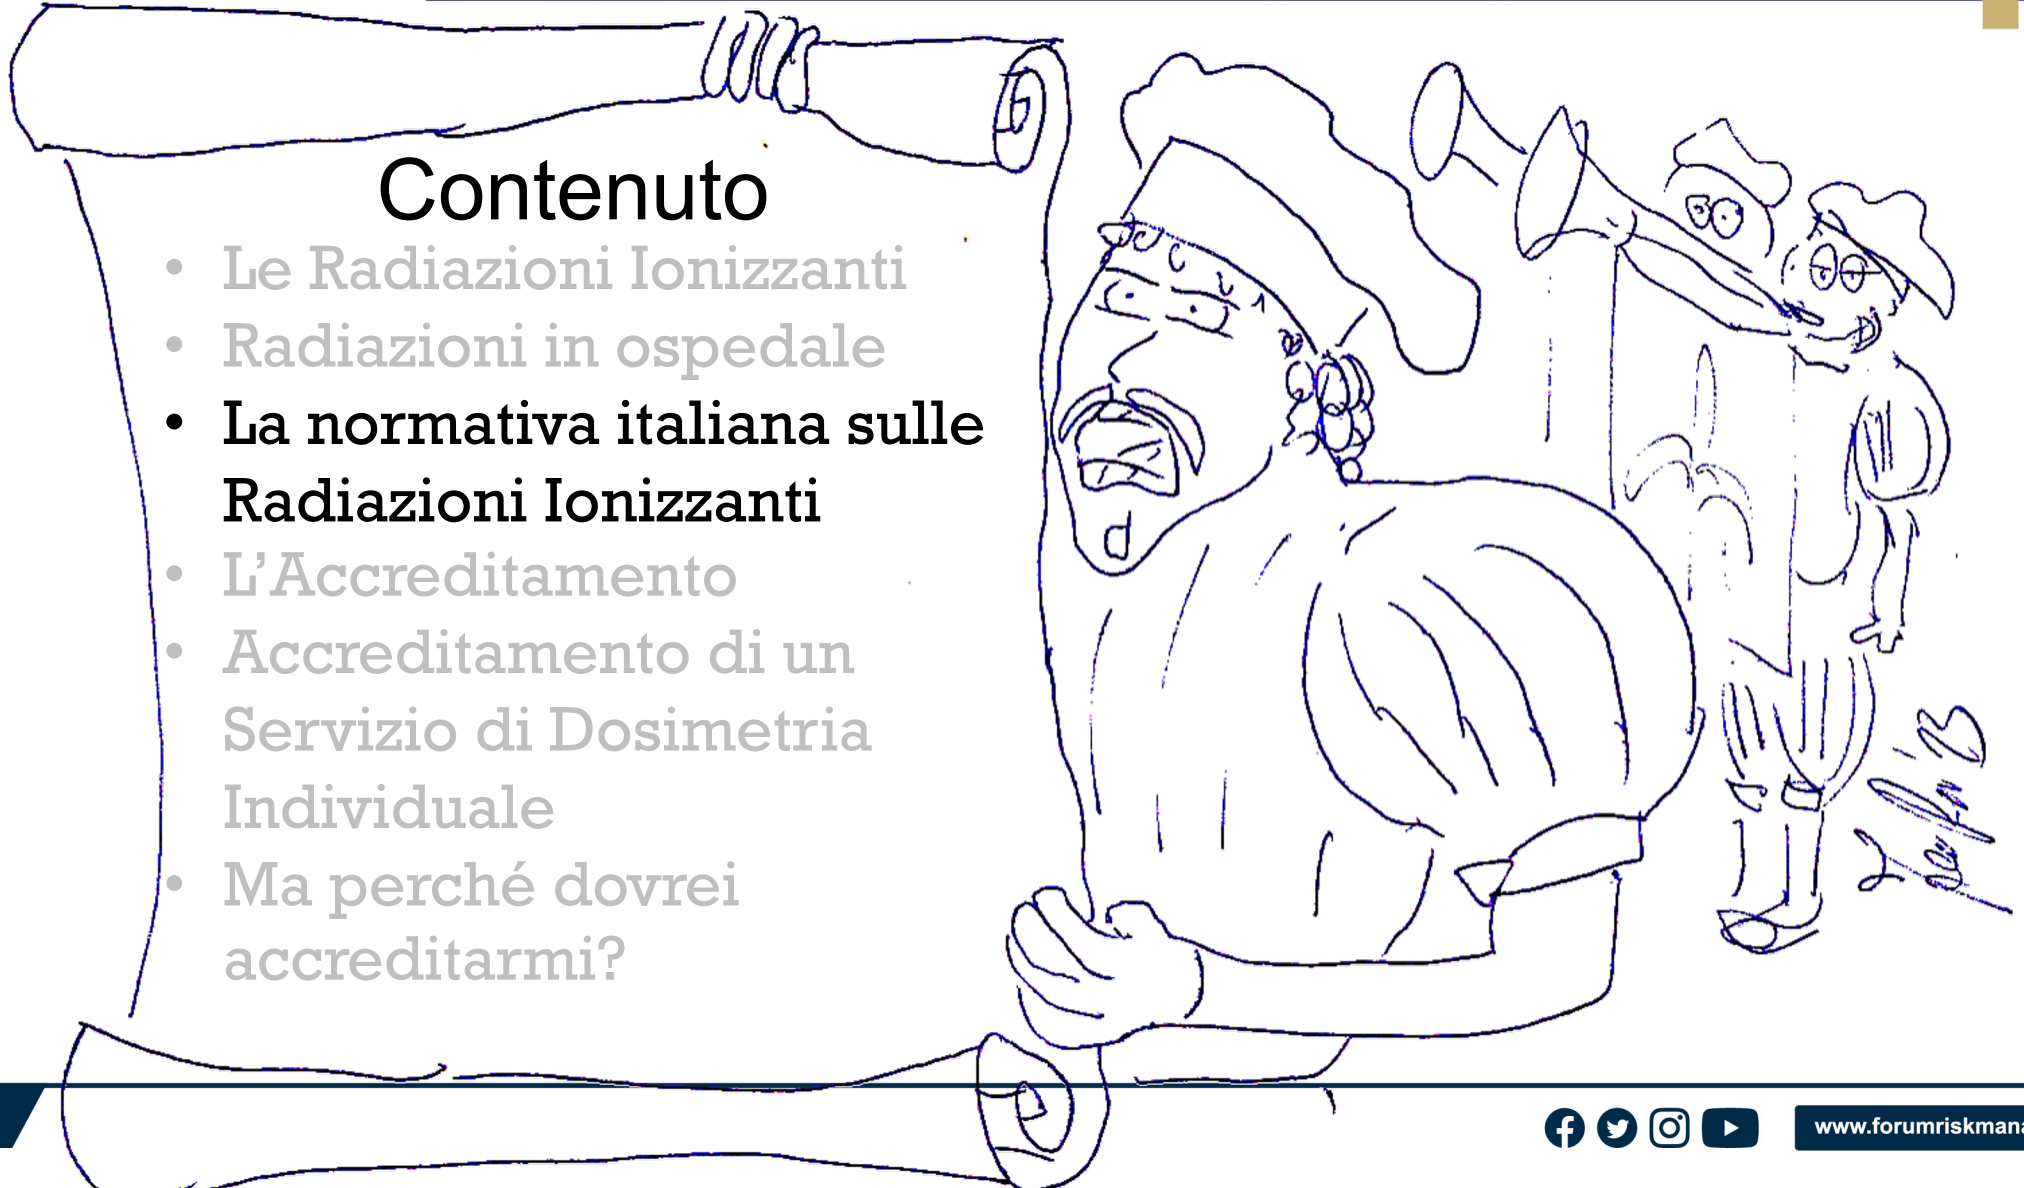 Contenuto
• Le Radiazioni Ionizzanti
• Radiazioni in ospedale
• La normativa italiana sulle
Radiazioni Ionizzanti
• L’Accreditamento
• Accreditamento di un
Servizio di Dosimetria
Individuale
• Ma perché dovrei
accreditarmi?
www.forumriskmana